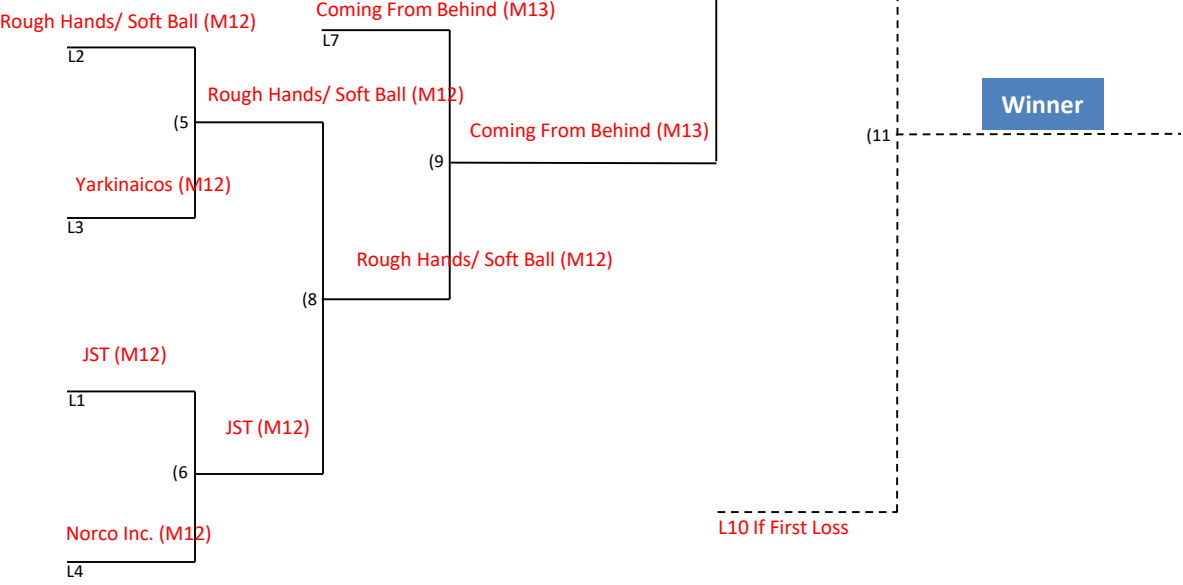 Coming From Behind (M13)
Rough Hands/ Soft Ball (M12)
L7
L2
Rough Hands/ Soft Ball (M12)
Winner
(5
Coming From Behind (M13)
(11
(9
Yarkinaicos (M12)
L3
Rough Hands/ Soft Ball (M12)
(8
JST (M12)
L1
JST (M12)
(6
Norco Inc. (M12)
L10 If First Loss
L4